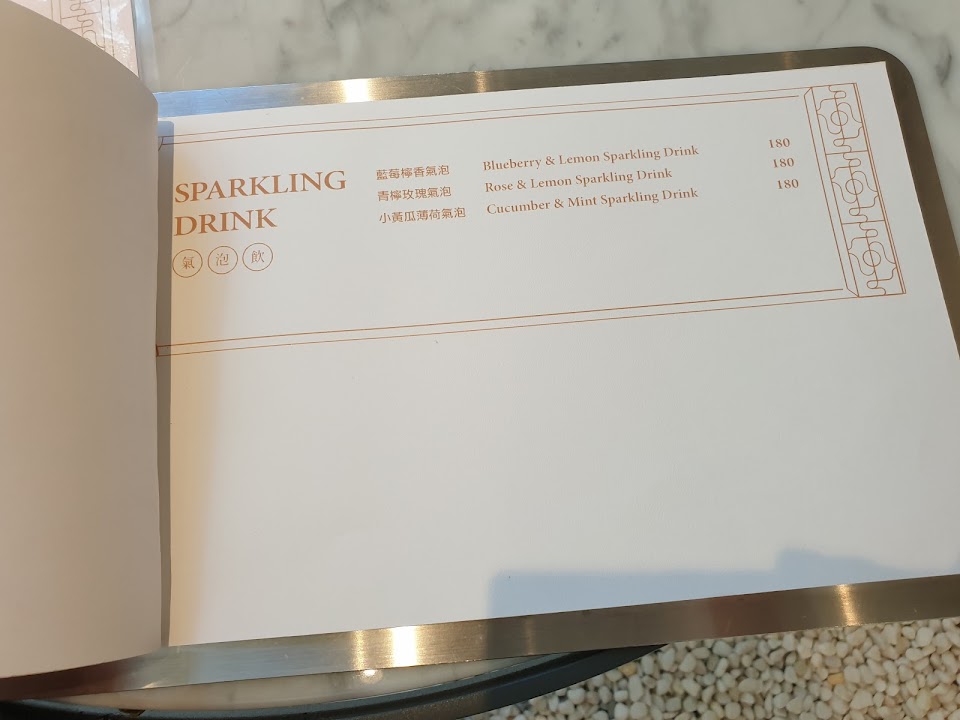 SPARKLING
DRINK
氣泡飲
藍莓檸香氣泡 Blueberry & Lemon Sparkling Drink 180
青檸玫瑰氣泡 Rose & Lemon Sparkling Drink 180
小黃瓜薄荷氣泡 Cucumber & Mint Sparkling Drink 180